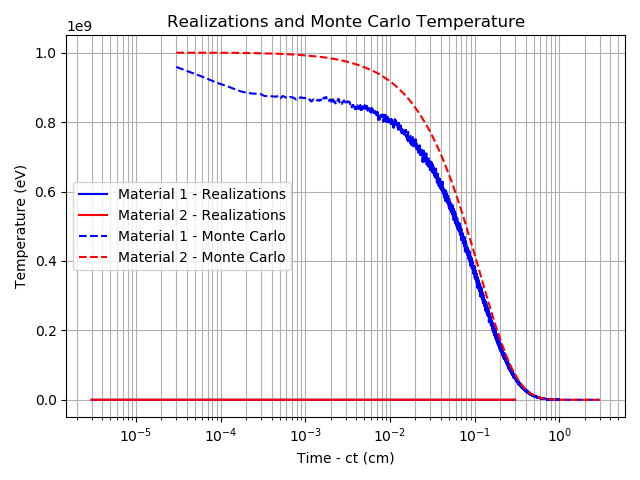 Realizations and Monte Carlo Temperature
1e9
1.0
0.8
0.6
0.4
0.2
0.0
Temperature (eV)
Material 1 - Realizations
Material 2 - Realizations
Material 1 - Monte Carlo
Material 2 - Monte Carlo
10⁻⁵ 10⁻⁴ 10⁻³ 10⁻² 10⁻¹ 10⁰
Time - ct (cm)